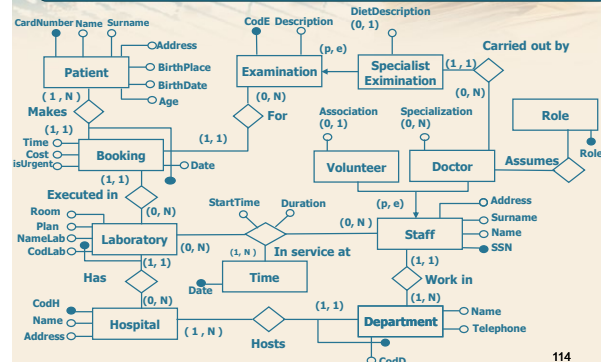 CardNumber Name Surname
Address
BirthPlace
BirthDate
Age
Patient
(1, N)
Makes
(1, 1)
CodE Description
Examination
(p, e)
(0, N)
For
(1, 1)
DietDescription
(0, 1)
Specialist
Eximination
(1, 1)
Carried out by
(0, N)
Time
Cost
isUrgent
Booking
Date
(1, 1)
Executed in
(0, N)
Association
(0, 1)
Volunteer
Specialization
(0, N)
Doctor
Assumes
Role
Role
(p, e)
Room
Plan
NameLab
CodLab
Laboratory
(0, N)
StartTime
Duration
In service at
(1, N)
Time
Date
(0, N)
Staff
Address
Surname
Name
SSN
(1, 1)
Has
(0, N)
(1, 1)
Work in
(1, N)
CodH
Name
Address
Hospital
(1, N)
Hosts
(1, 1)
Department
Name
Telephone
CodD
114